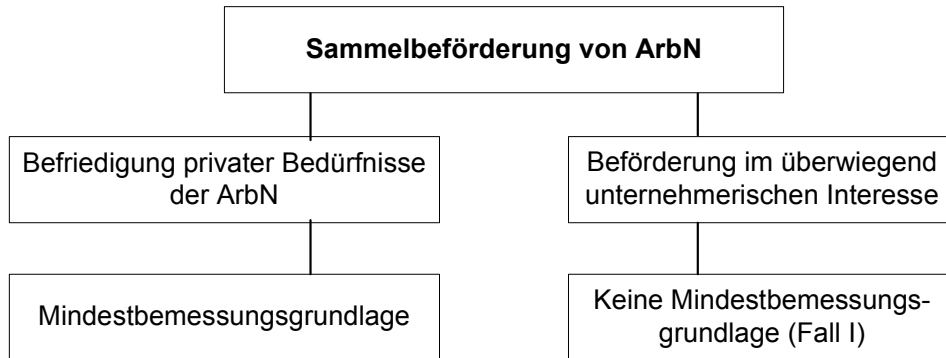 Sammelbeförderung von ArbN
Befriedigung privater Bedürfnisse
der ArbN
Beförderung im überwiegend
unternehmerischen Interesse
Mindestbemessungsgrundlage
Keine Mindestbemessungs-
grundlage (Fall I)